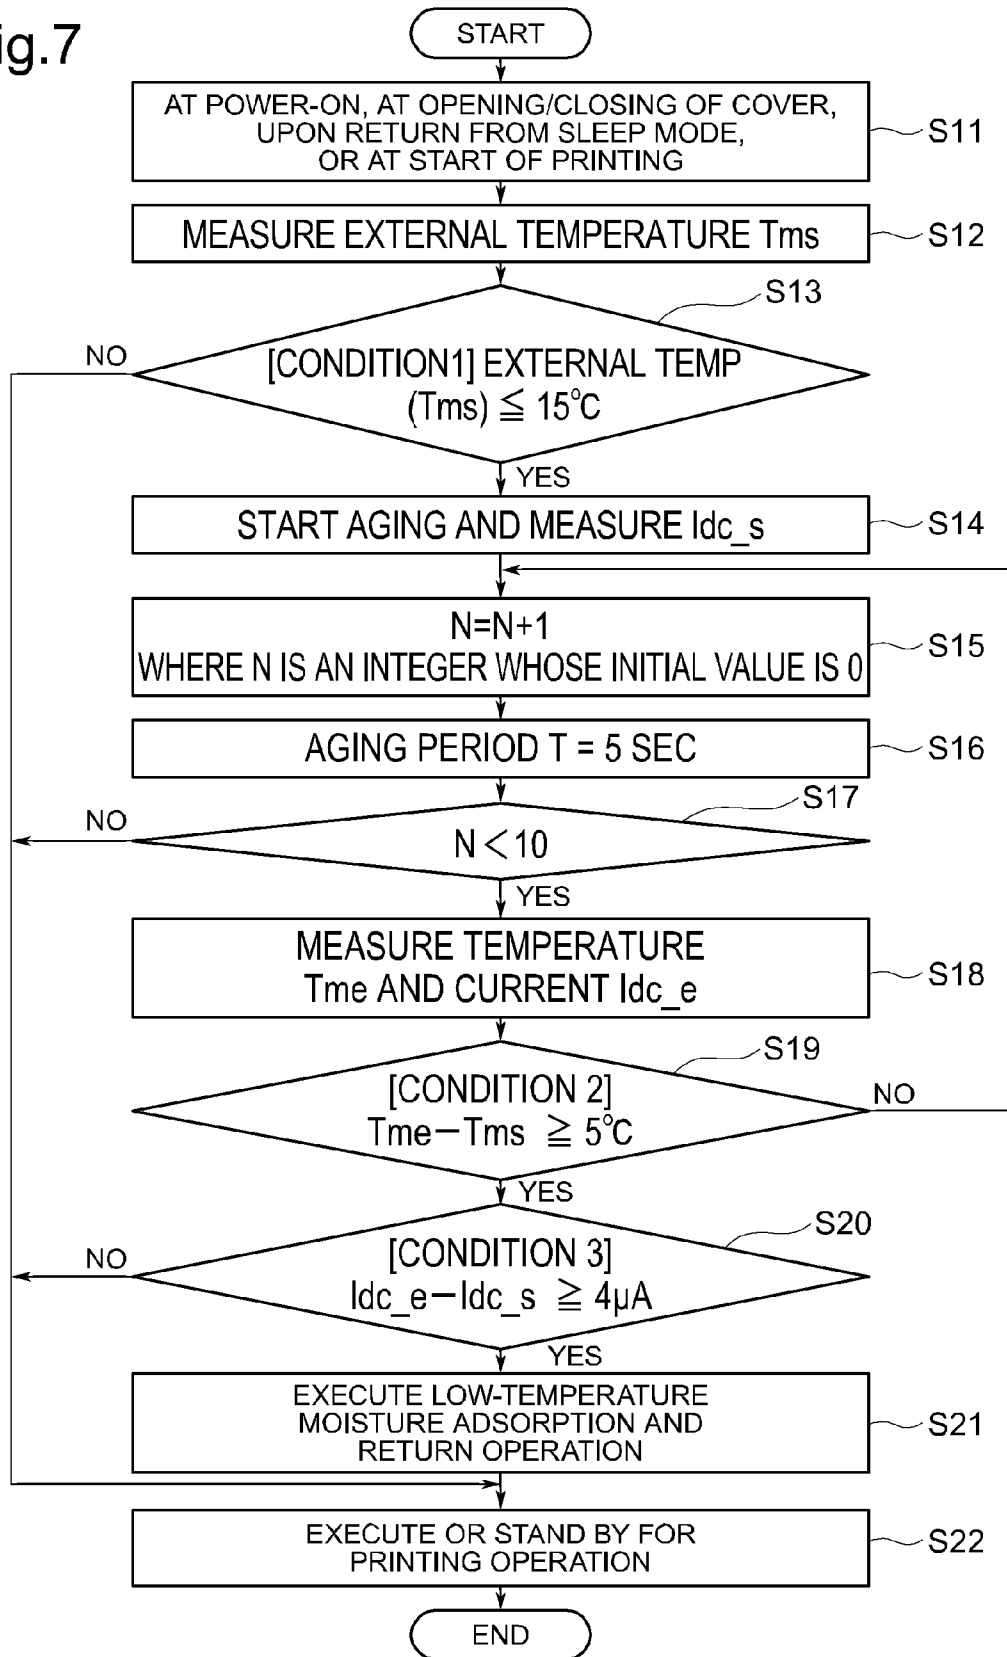 ig.7
START
AT POWER-ON, AT OPENING/CLOSING OF COVER,
UPON RETURN FROM SLEEP MODE,
OR AT START OF PRINTING
S11
MEASURE EXTERNAL TEMPERATURE Tms
S12
S13
[CONDITION1] EXTERNAL TEMP
(Tms) ≦ 15°C
NO
YES
START AGING AND MEASURE Idc_s
S14
N=N+1
WHERE N IS AN INTEGER WHOSE INITIAL VALUE IS 0
S15
AGING PERIOD T = 5 SEC
S16
S17
N<10
NO
YES
MEASURE TEMPERATURE
Tme AND CURRENT Idc_e
S18
S19
[CONDITION 2]
Tme−Tms ≧ 5°C
NO
YES
S20
[CONDITION 3]
Idc_e−Idc_s ≧ 4μA
NO
YES
EXECUTE LOW-TEMPERATURE
MOISTURE ADSORPTION AND
RETURN OPERATION
S21
EXECUTE OR STAND BY FOR
PRINTING OPERATION
S22
END